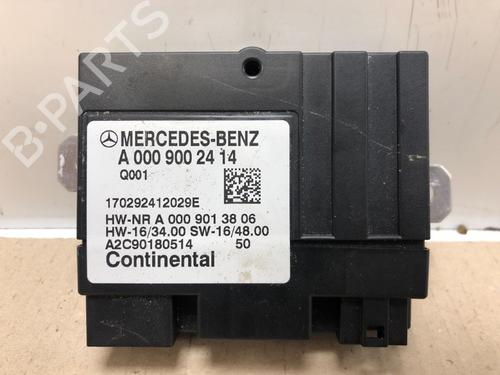 B-PARTS
MERCEDES-BENZ
A 000 900 24 14
Q001
170292412029E
HW-NR A 000 901 38 06
HW-16/34.00 SW-16/48.00
A2C90180514 50
Continental